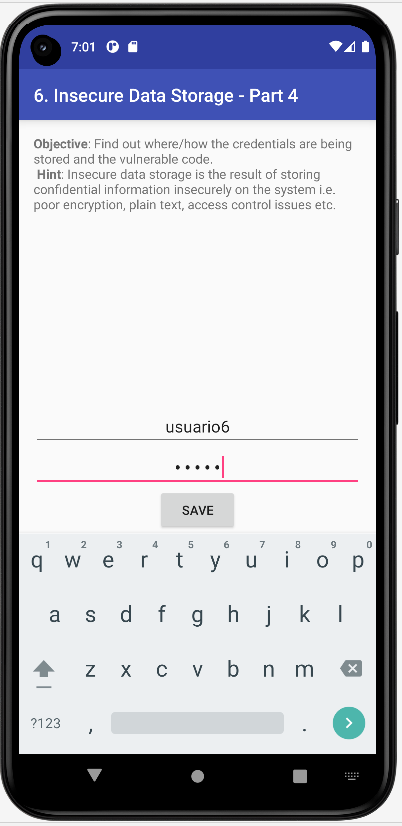 7:01
6. Insecure Data Storage - Part 4
Objective: Find out where/how the credentials are being
stored and the vulnerable code.
Hint: Insecure data storage is the result of storing
confidential information insecurely on the system i.e.
poor encryption, plain text, access control issues etc.
usuario6
•••••
SAVE
1 2 3 4 5 6 7 8 9 0
q w e r t y u i o p
a s d f g h j k l
z x c v b n m
?123 , .